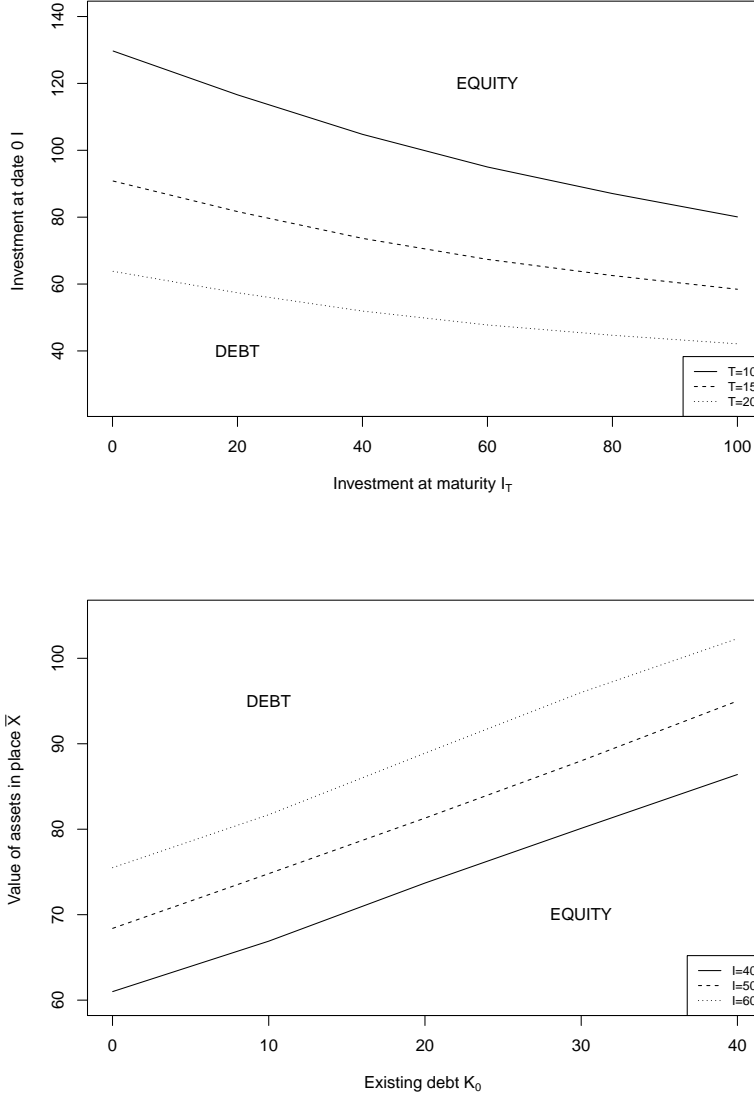 140
120
100
80
60
40
Investment at date 0 I
EQUITY
DEBT
T=10
T=15
T=20
0 20 40 60 80 100
Investment at maturity I_T
100
90
80
70
60
Value of assets in place X̅
DEBT
EQUITY
I=40
I=50
I=60
0 10 20 30 40
Existing debt K₀